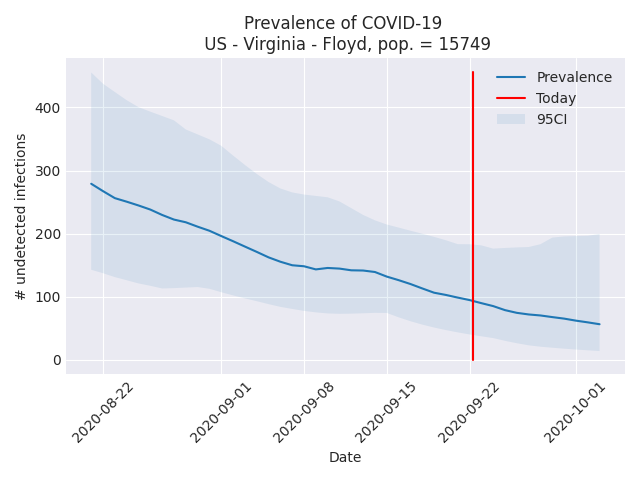 Prevalence of COVID-19
US - Virginia - Floyd, pop. = 15749
Prevalence
Today
95CI
# undetected infections
400
300
200
100
0
2020-08-22
2020-09-01
2020-09-08
2020-09-15
2020-09-22
2020-10-01
Date